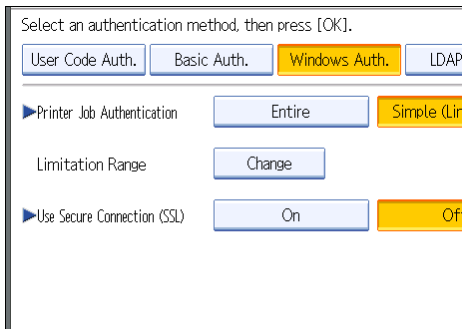 Select an authentication method, then press [OK].
User Code Auth. Basic Auth. Windows Auth. LDAP
▶Printer Job Authentication Entire Simple (Lin
Limitation Range Change
▶Use Secure Connection (SSL) On Of